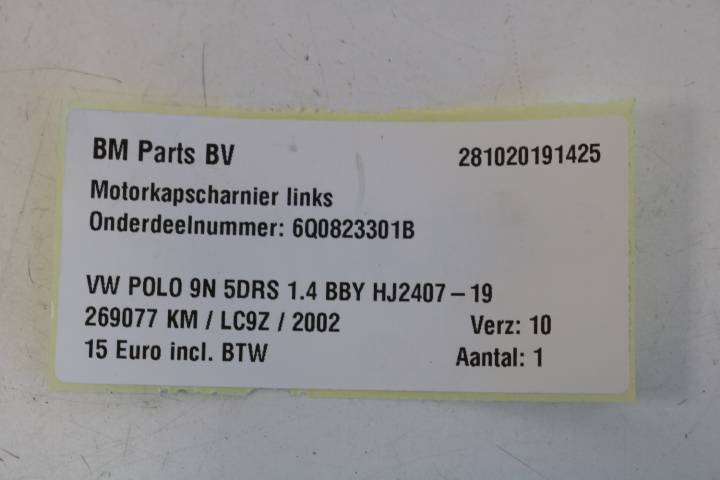 BM Parts BV 281020191425
Motorkapscharnier links
Onderdeelnummer: 6Q0823301B
VW POLO 9N 5DRS 1.4 BBY HJ2407-19
269077 KM / LC9Z / 2002 Verz: 10
15 Euro incl. BTW Aantal: 1